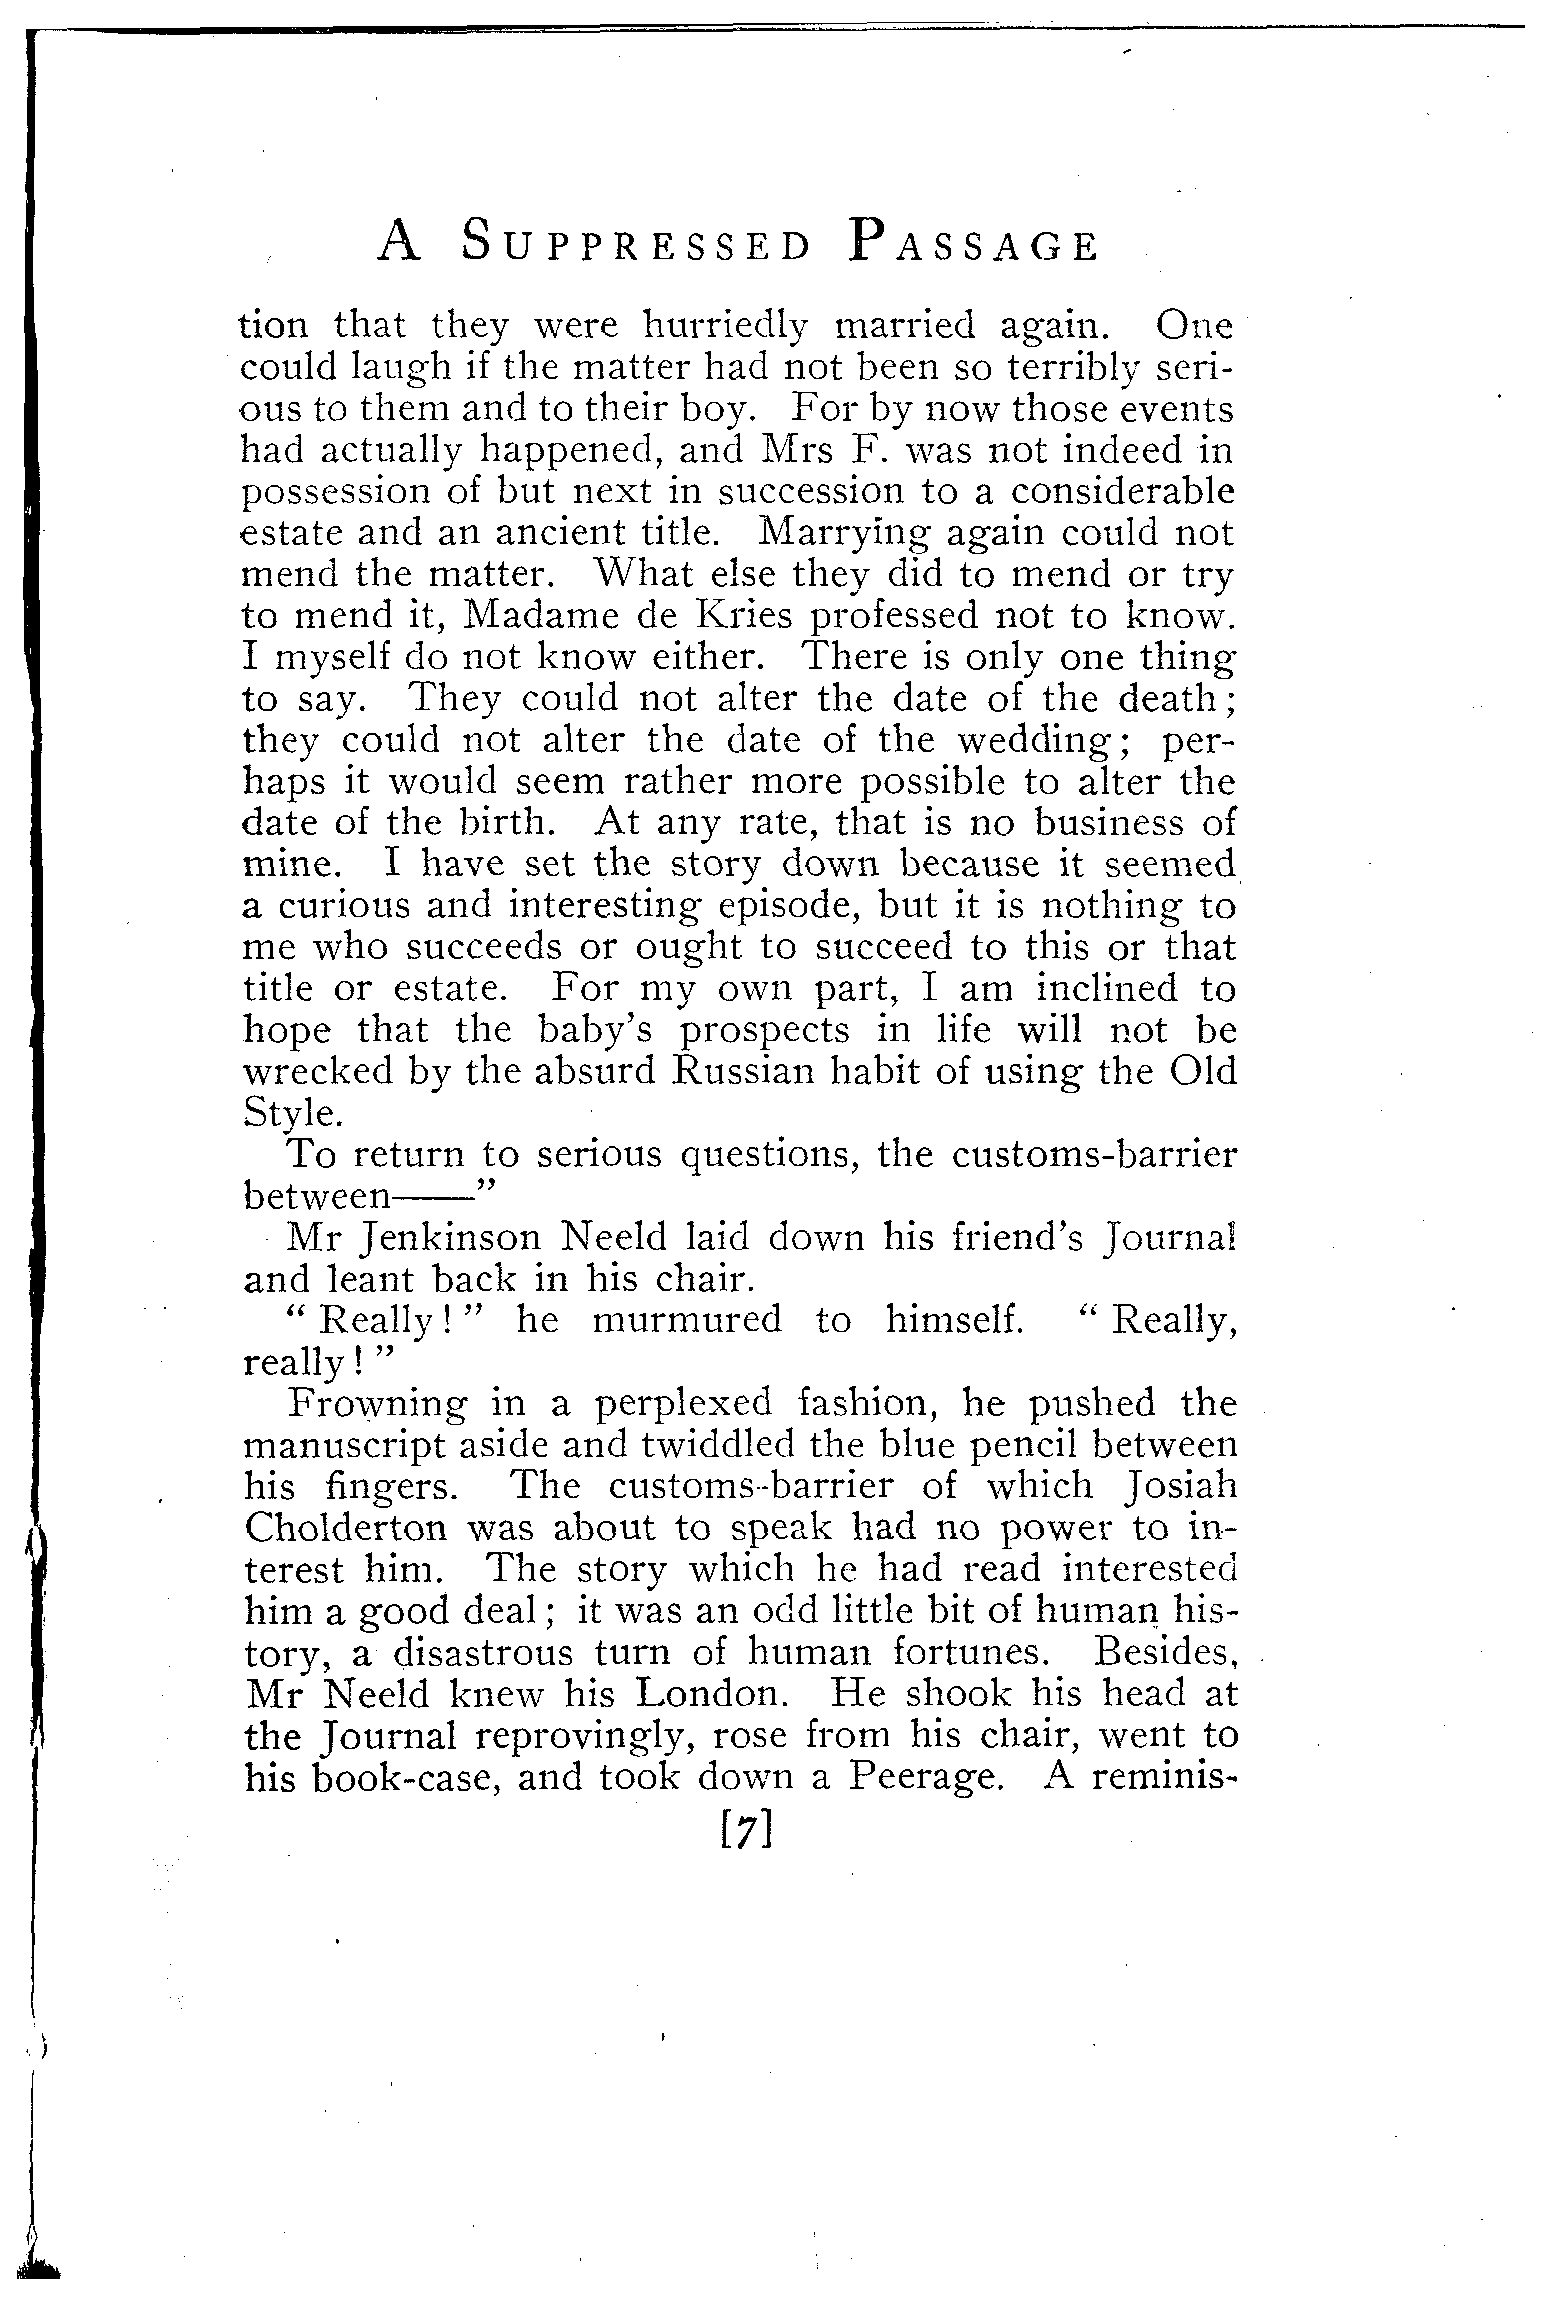 A SUPPRESSED PASSAGE
tion that they were hurriedly married again. One
could laugh if the matter had not been so terribly seri-
ous to them and to their boy. For by now those events
had actually happened, and Mrs F. was not indeed in
possession of but next in succession to a considerable
estate and an ancient title. Marrying again could not
mend the matter. What else they did to mend or try
to mend it, Madame de Kries professed not to know.
I myself do not know either. There is only one thing
to say. They could not alter the date of the death;
they could not alter the date of the wedding; per-
haps it would seem rather more possible to alter the
date of the birth. At any rate, that is no business of
mine. I have set the story down because it seemed
a curious and interesting episode, but it is nothing to
me who succeeds or ought to succeed to this or that
title or estate. For my own part, I am inclined to
hope that the baby's prospects in life will not be
wrecked by the absurd Russian habit of using the Old
Style.
To return to serious questions, the customs-barrier
between——"
Mr Jenkinson Neeld laid down his friend's Journal
and leant back in his chair.
"Really!" he murmured to himself. "Really,
really!"
Frowning in a perplexed fashion, he pushed the
manuscript aside and twiddled the blue pencil between
his fingers. The customs-barrier of which Josiah
Cholderton was about to speak had no power to in-
terest him. The story which he had read interested
him a good deal; it was an odd little bit of human his-
tory, a disastrous turn of human fortunes. Besides,
Mr Neeld knew his London. He shook his head at
the Journal reprovingly, rose from his chair, went to
his book-case, and took down a Peerage. A reminis-
[7]